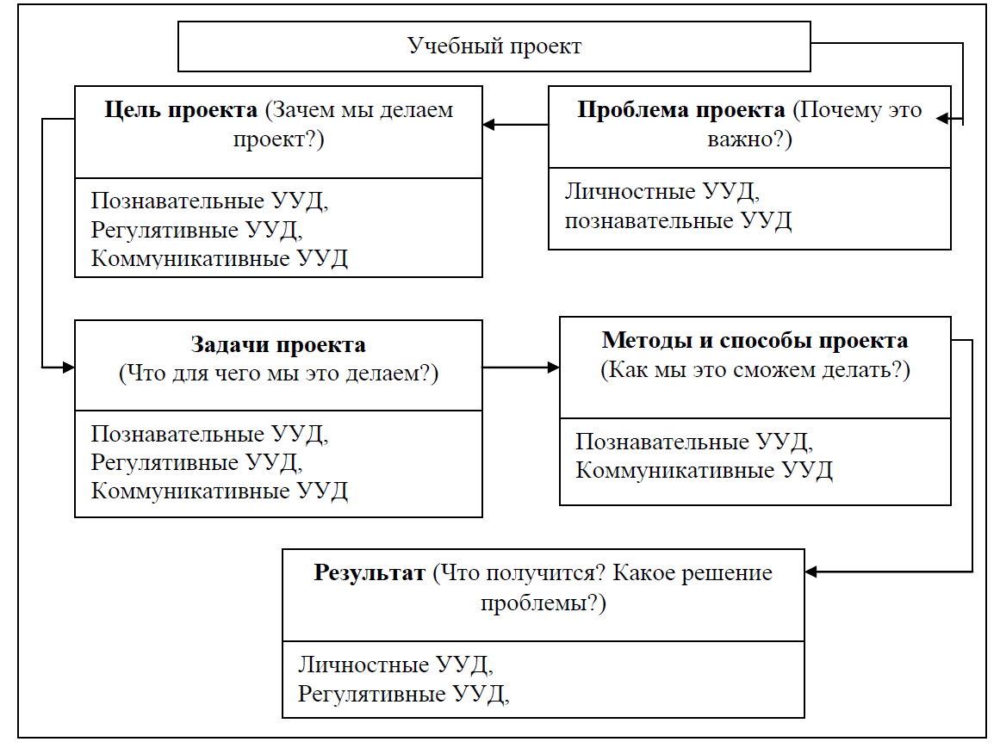 Учебный проект
Цель проекта (Зачем мы делаем
проект?)
Познавательные УУД,
Регулятивные УУД,
Коммуникативные УУД
Проблема проекта (Почему это
важно?)
Личностные УУД,
познавательные УУД
Задачи проекта
(Что для чего мы это делаем?)
Познавательные УУД,
Регулятивные УУД,
Коммуникативные УУД
Методы и способы проекта
(Как мы это сможем делать?)
Познавательные УУД,
Коммуникативные УУД
Результат (Что получится? Какое решение
проблемы?)
Личностные УУД,
Регулятивные УУД,